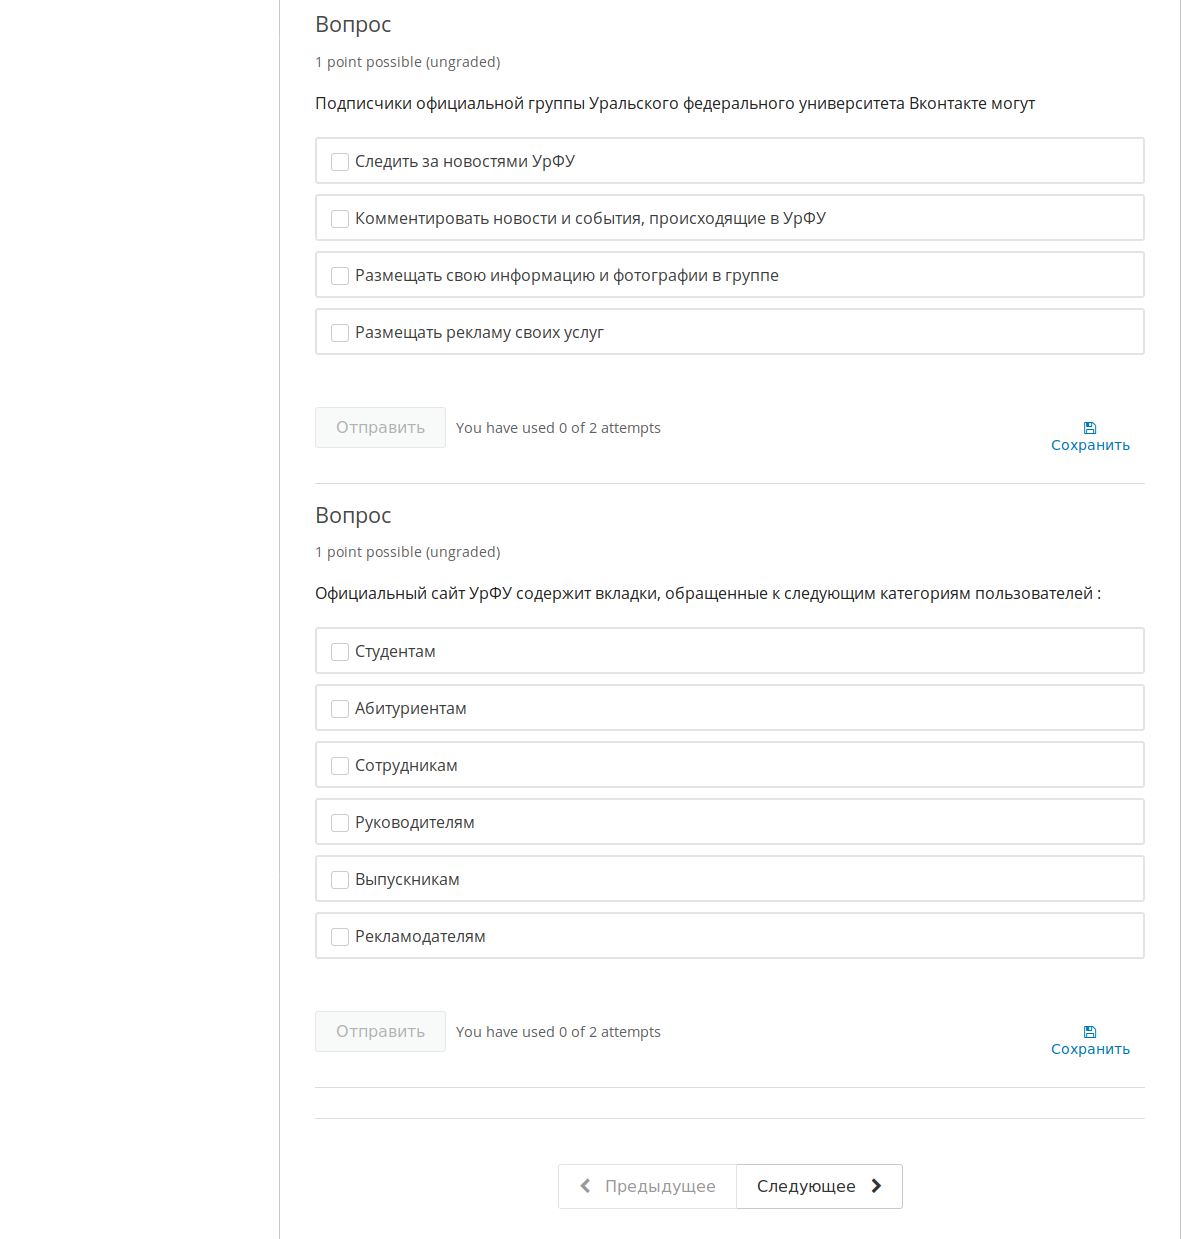 Вопрос
1 point possible (ungraded)
Подписчики официальной группы Уральского федерального университета Вконтакте могут
Следить за новостями УрФУ
Комментировать новости и события, происходящие в УрФУ
Размещать свою информацию и фотографии в группе
Размещать рекламу своих услуг
Отправить You have used 0 of 2 attempts
Сохранить
Вопрос
1 point possible (ungraded)
Официальный сайт УрФУ содержит вкладки, обращенные к следующим категориям пользователей :
Студентам
Абитуриентам
Сотрудникам
Руководителям
Выпускникам
Рекламодателям
Отправить You have used 0 of 2 attempts
Сохранить
Предыдущее Следующее